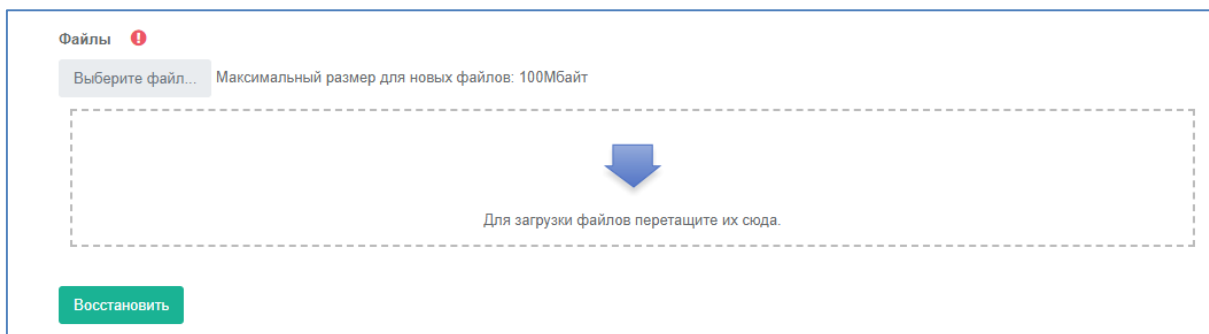 Файлы
Выберите файл... Максимальный размер для новых файлов: 100Мбайт
Для загрузки файлов перетащите их сюда.
Восстановить